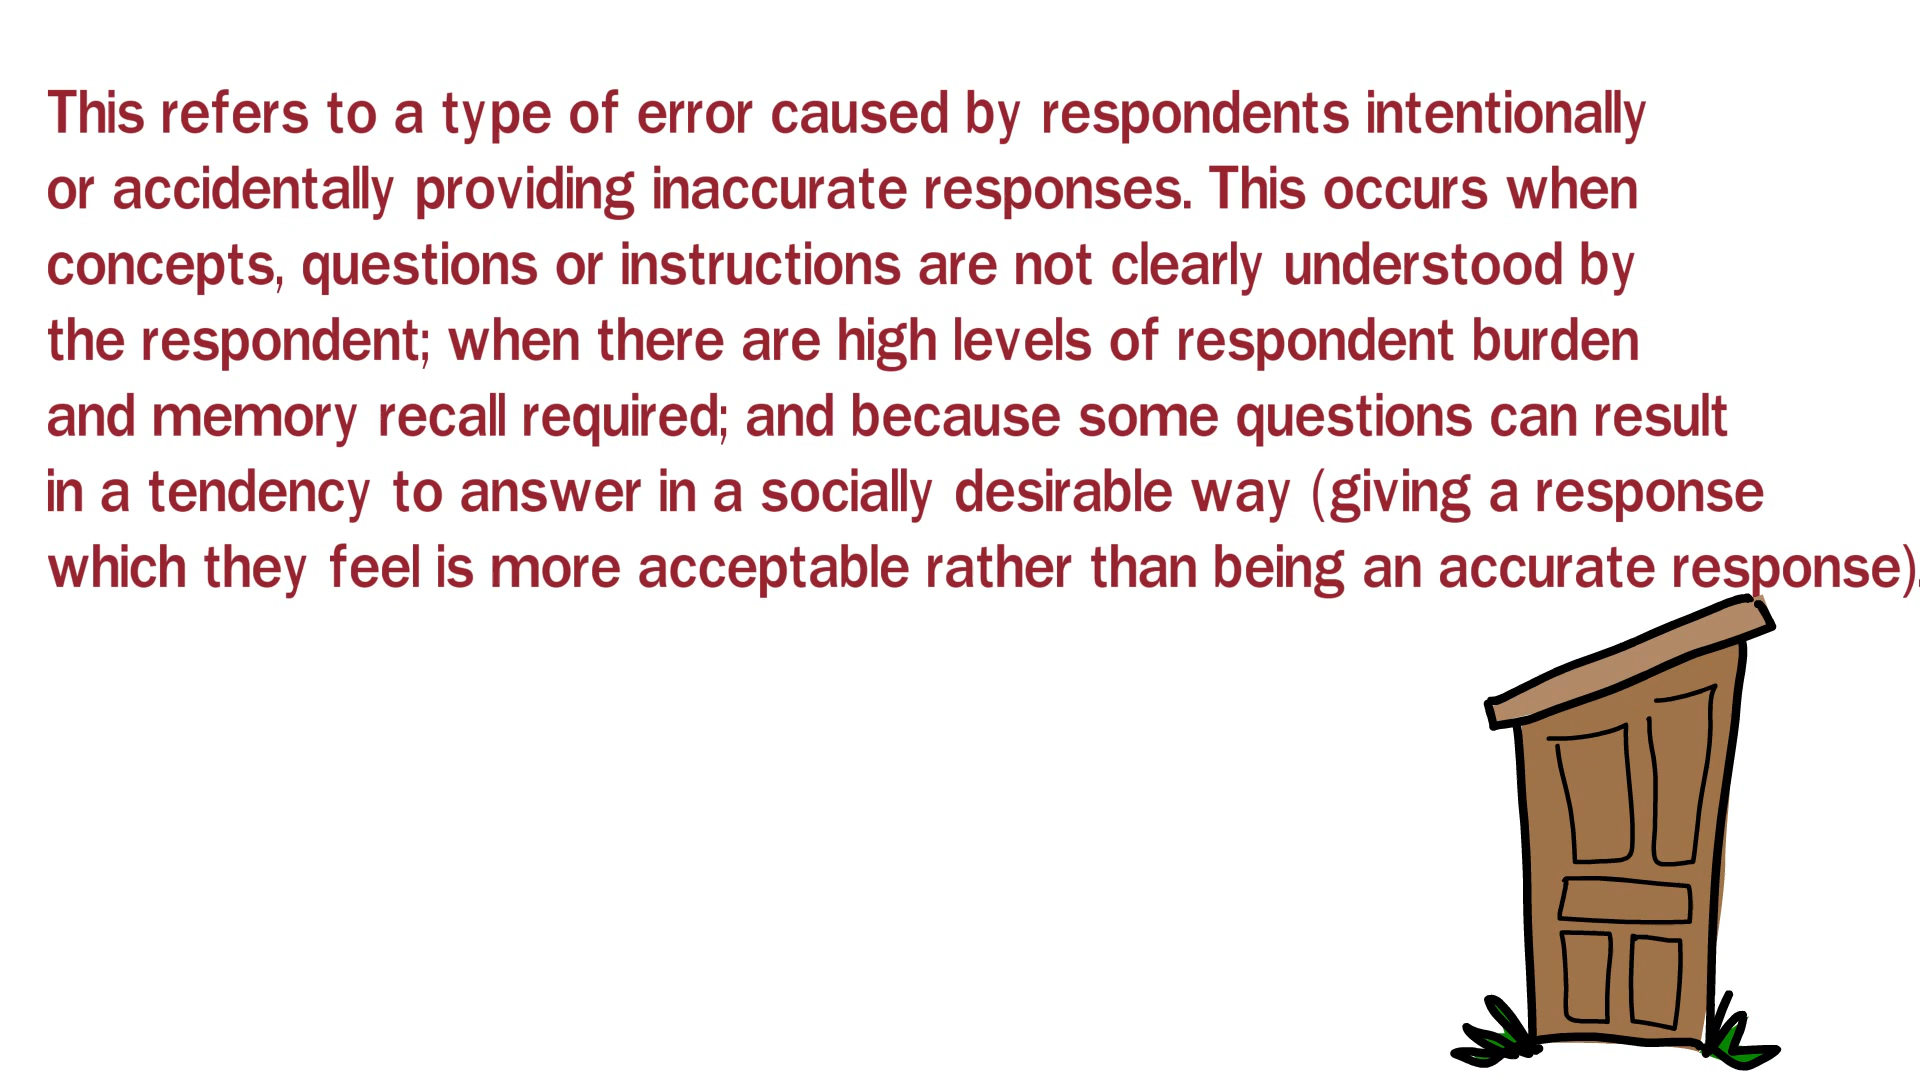 This refers to a type of error caused by respondents intentionally
or accidentally providing inaccurate responses. This occurs when
concepts, questions or instructions are not clearly understood by
the respondent; when there are high levels of respondent burden
and memory recall required; and because some questions can result
in a tendency to answer in a socially desirable way (giving a response
which they feel is more acceptable rather than being an accurate response).